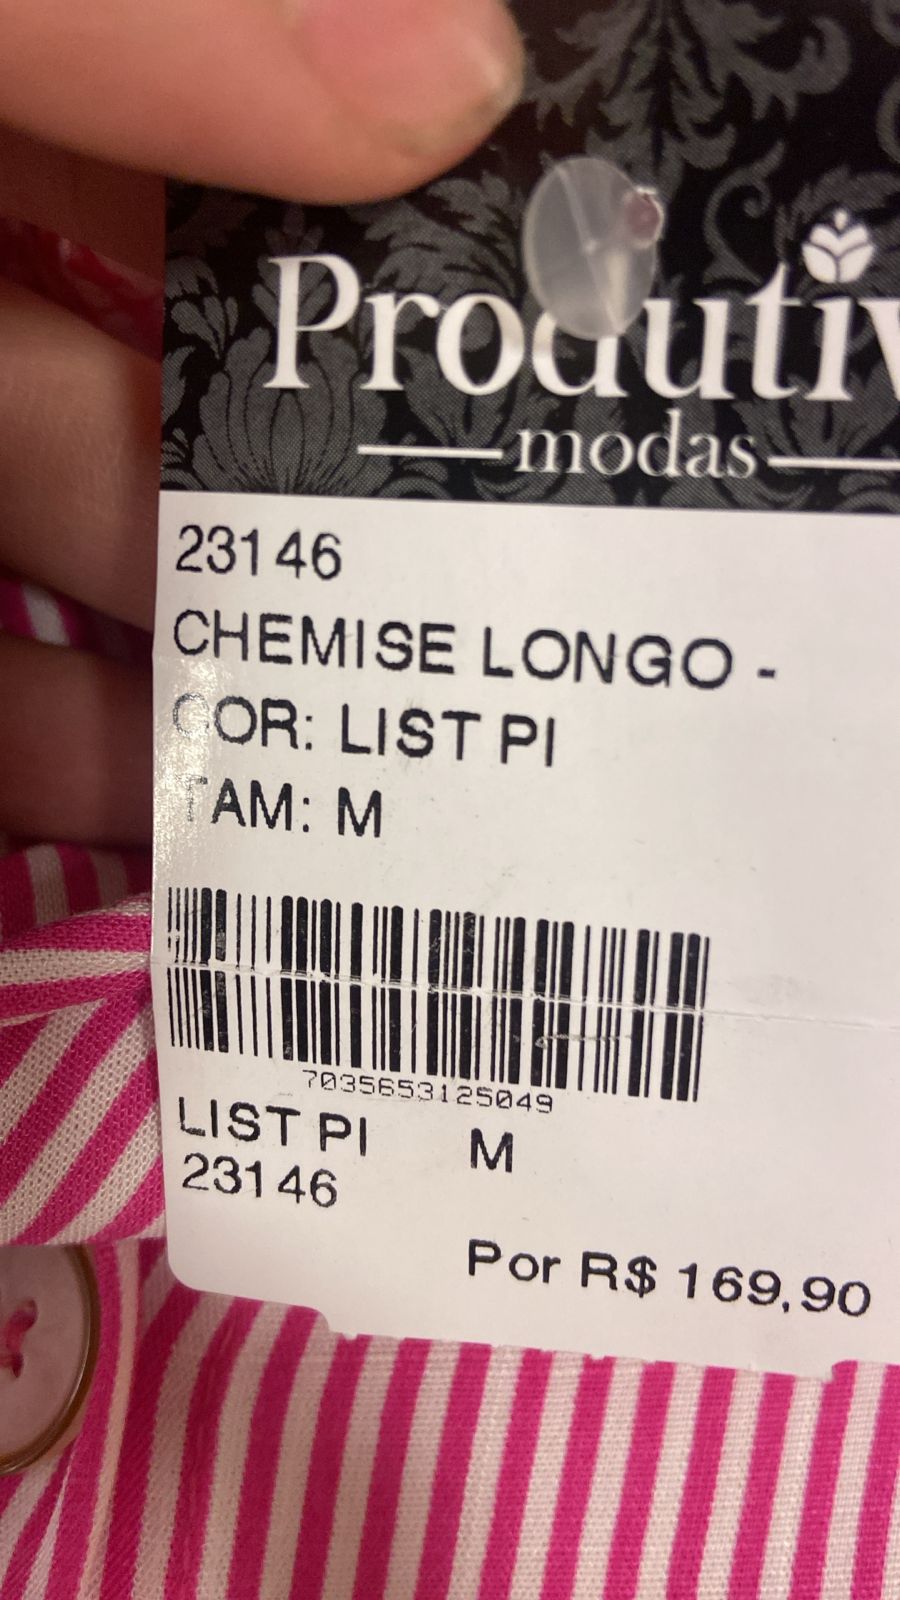 Produtiv
modas
23146
CHEMISE LONGO -
COR: LIST PI
TAM: M
7035653125049
LIST PI M
23146
Por R$ 169,90